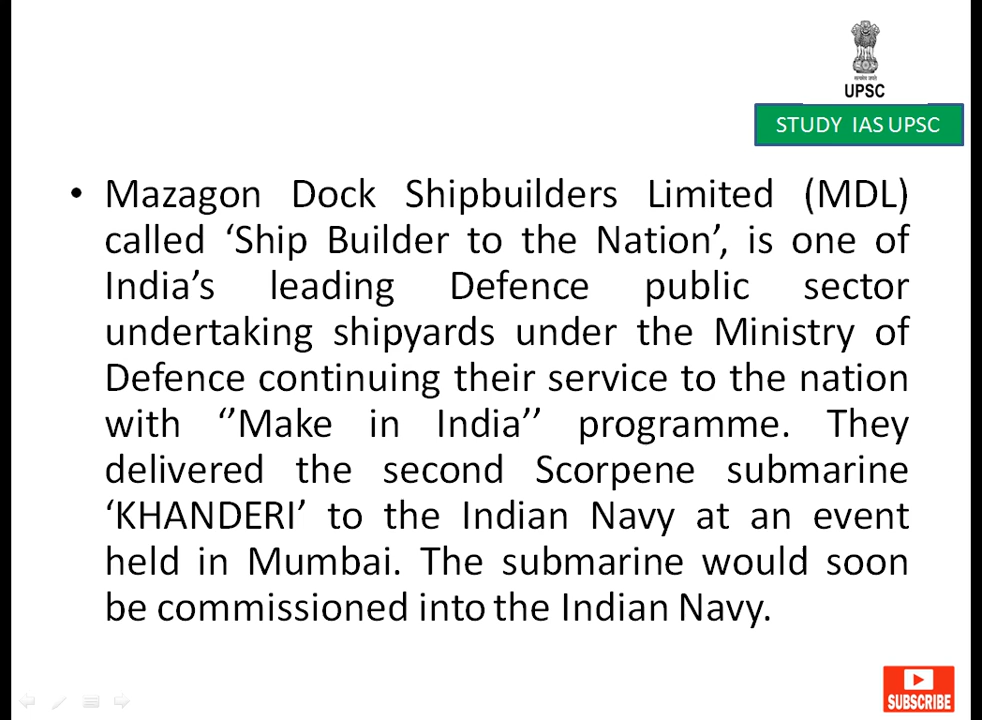 UPSC
STUDY IAS UPSC
• Mazagon Dock Shipbuilders Limited (MDL)
called ‘Ship Builder to the Nation’, is one of
India’s leading Defence public sector
undertaking shipyards under the Ministry of
Defence continuing their service to the nation
with ‘’Make in India’’ programme. They
delivered the second Scorpene submarine
‘KHANDERI’ to the Indian Navy at an event
held in Mumbai. The submarine would soon
be commissioned into the Indian Navy.
SUBSCRIBE